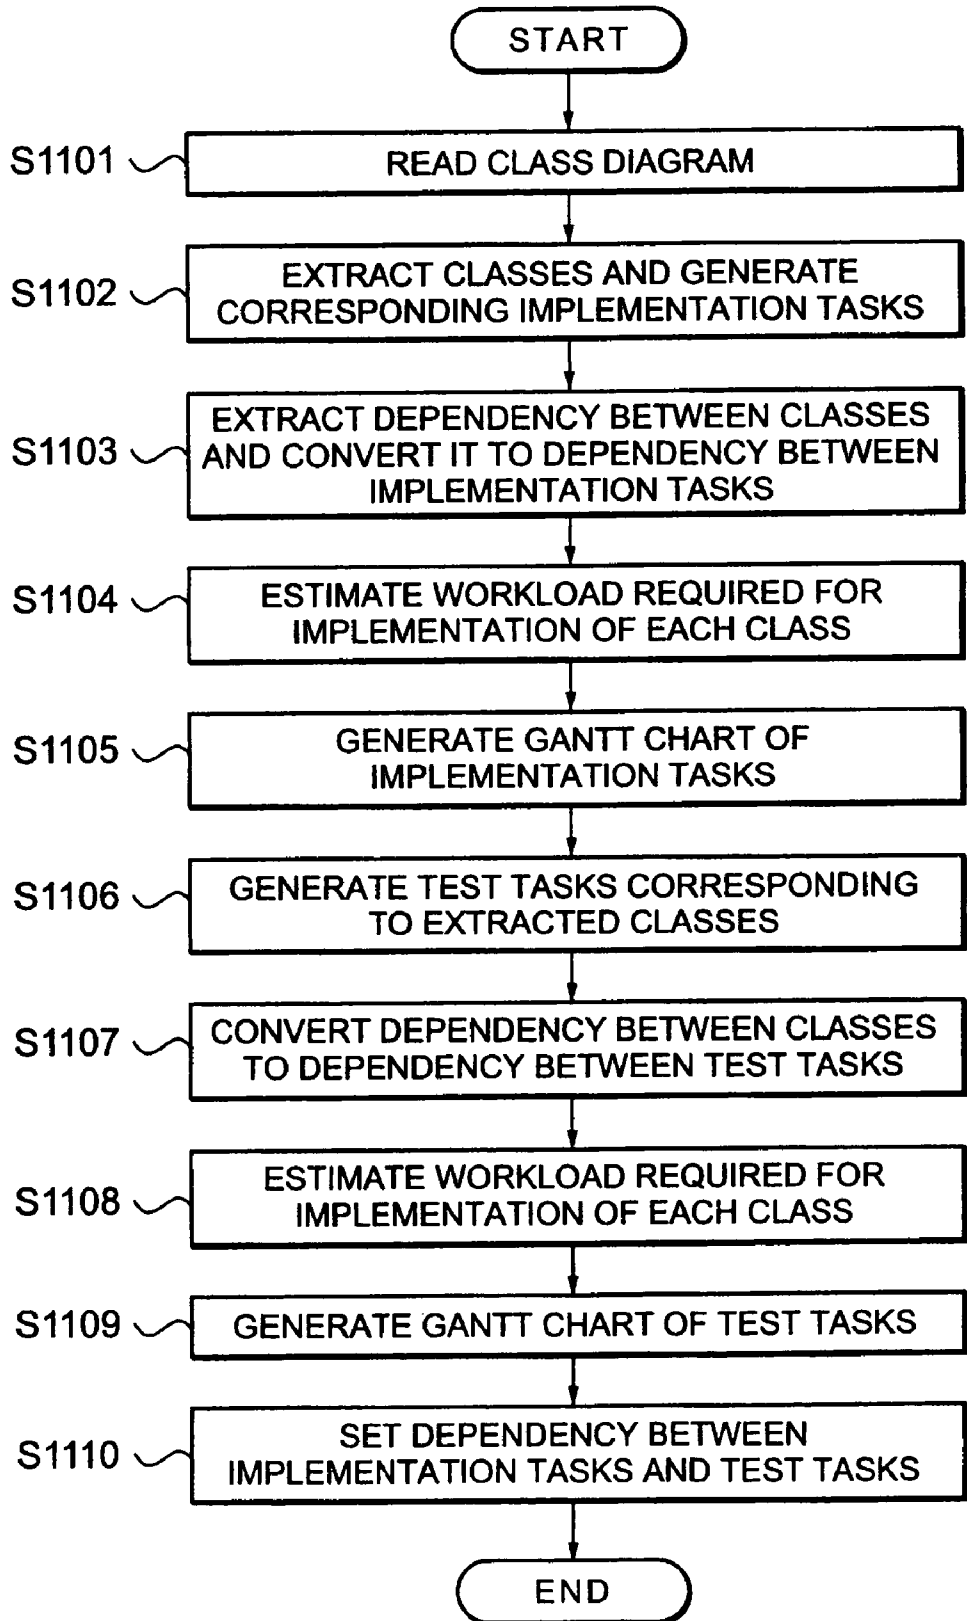 START
S1101
READ CLASS DIAGRAM
S1102
EXTRACT CLASSES AND GENERATE
CORRESPONDING IMPLEMENTATION TASKS
S1103
EXTRACT DEPENDENCY BETWEEN CLASSES
AND CONVERT IT TO DEPENDENCY BETWEEN
IMPLEMENTATION TASKS
S1104
ESTIMATE WORKLOAD REQUIRED FOR
IMPLEMENTATION OF EACH CLASS
S1105
GENERATE GANTT CHART OF
IMPLEMENTATION TASKS
S1106
GENERATE TEST TASKS CORRESPONDING
TO EXTRACTED CLASSES
S1107
CONVERT DEPENDENCY BETWEEN CLASSES
TO DEPENDENCY BETWEEN TEST TASKS
S1108
ESTIMATE WORKLOAD REQUIRED FOR
IMPLEMENTATION OF EACH CLASS
S1109
GENERATE GANTT CHART OF TEST TASKS
S1110
SET DEPENDENCY BETWEEN
IMPLEMENTATION TASKS AND TEST TASKS
END